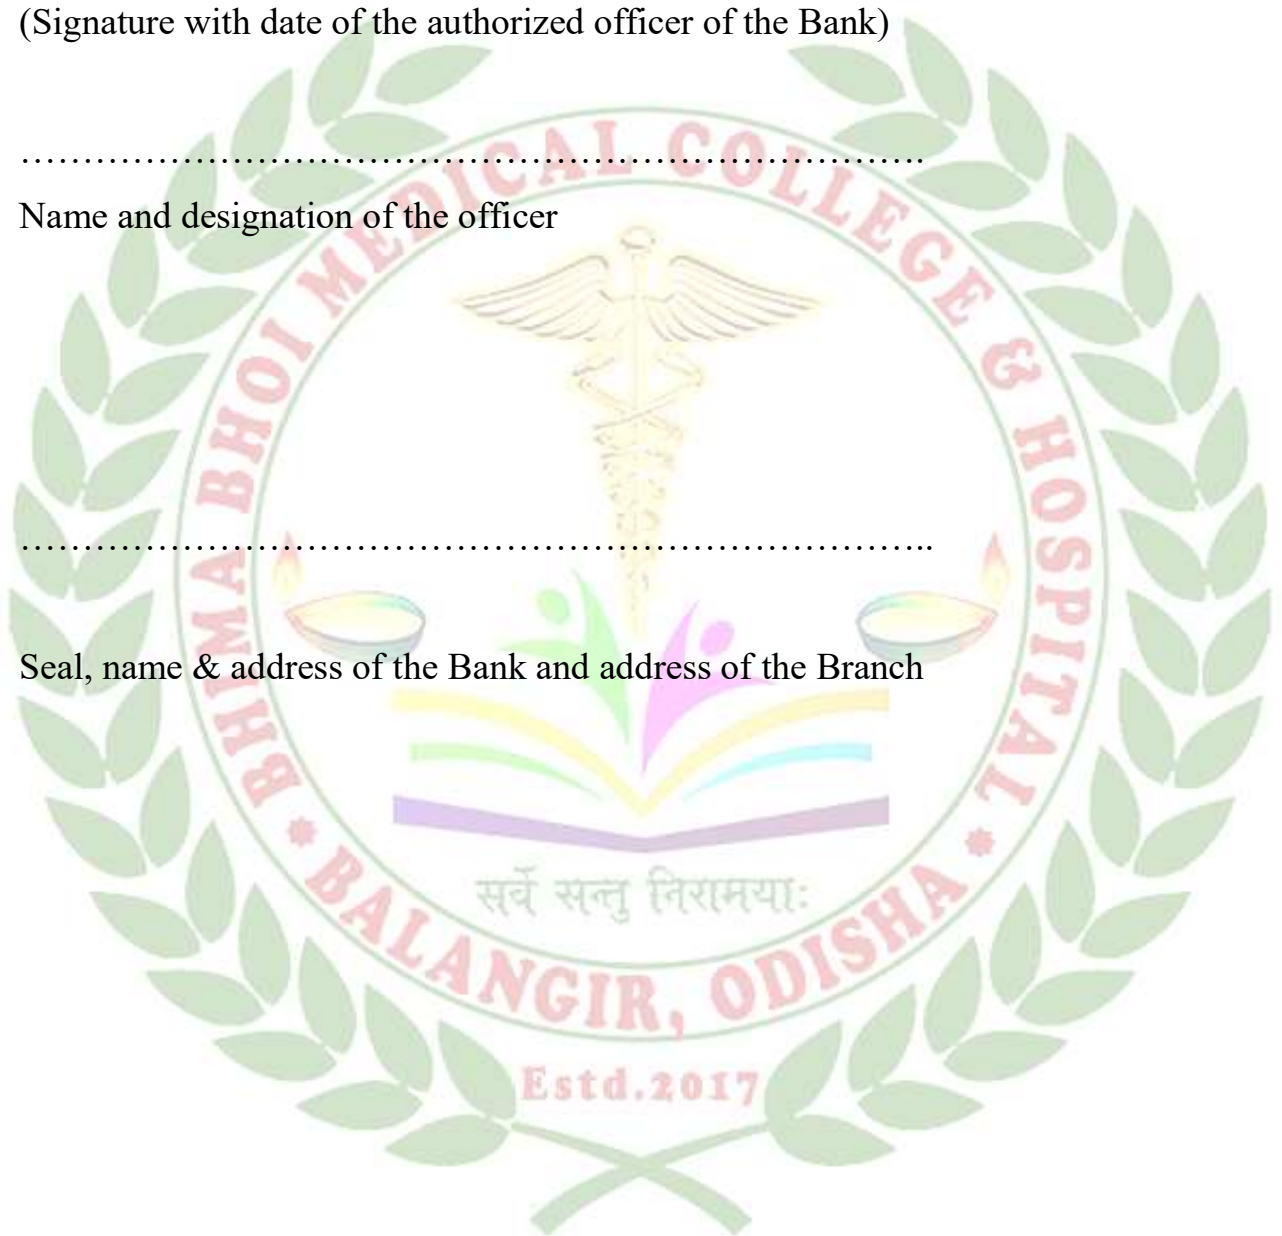 (Signature with date of the authorized officer of the Bank)
…………………………………………………………….
Name and designation of the officer
……………………………………………………………..
Seal, name & address of the Bank and address of the Branch
BHIMA BHOI MEDICAL COLLEGE & HOSPITAL
सर्वे सन्तु निरामयाः
BALANGIR, ODISHA
Estd.2017